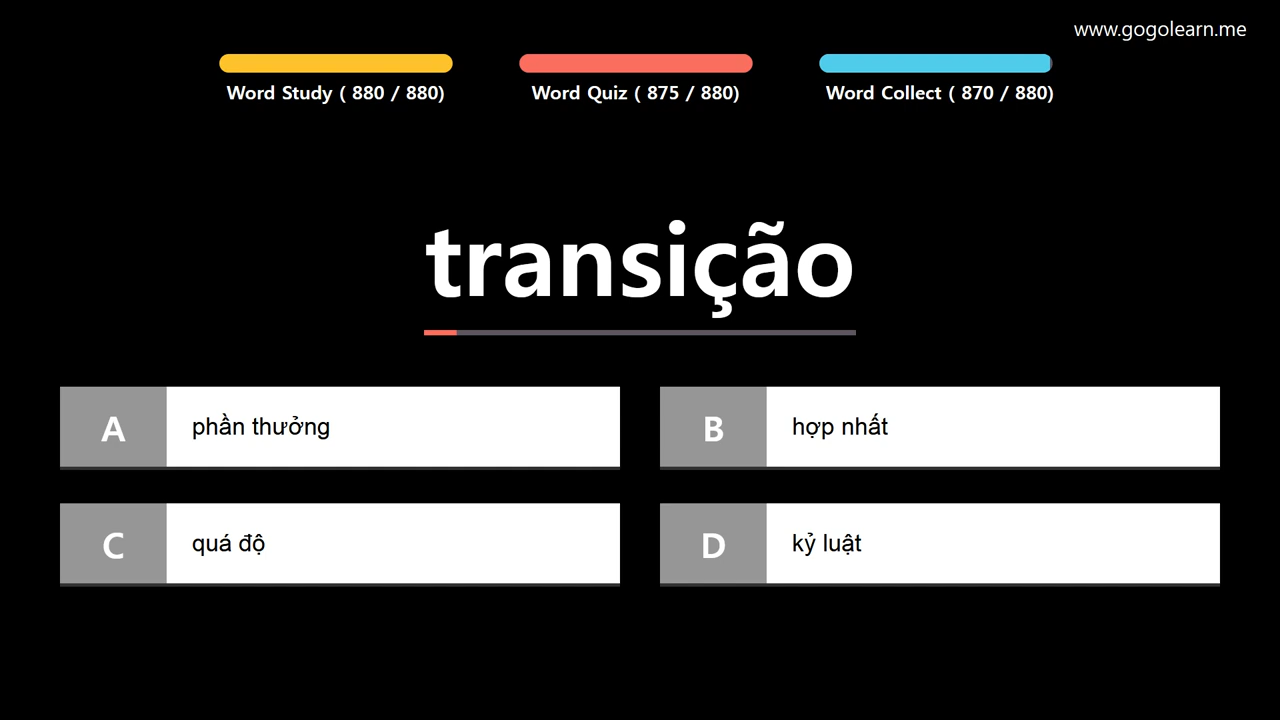 www.gogolearn.me
Word Study ( 880 / 880)
Word Quiz ( 875 / 880)
Word Collect ( 870 / 880)
transição
A
phần thưởng
B
hợp nhất
C
quá độ
D
kỷ luật